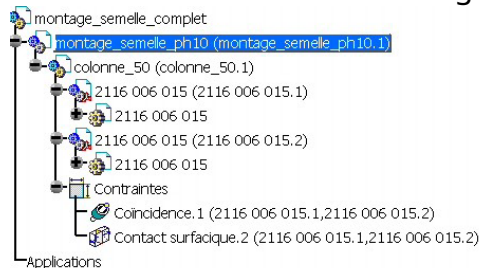 montage_semelle_complet
montage_semelle_ph10 (montage_semelle_ph10.1)
colonne_50 (colonne_50.1)
2116 006 015 (2116 006 015.1)
2116 006 015
2116 006 015 (2116 006 015.2)
2116 006 015
Contraintes
Coïncidence.1 (2116 006 015.1,2116 006 015.2)
Contact surfacique.2 (2116 006 015.1,2116 006 015.2)
Applications